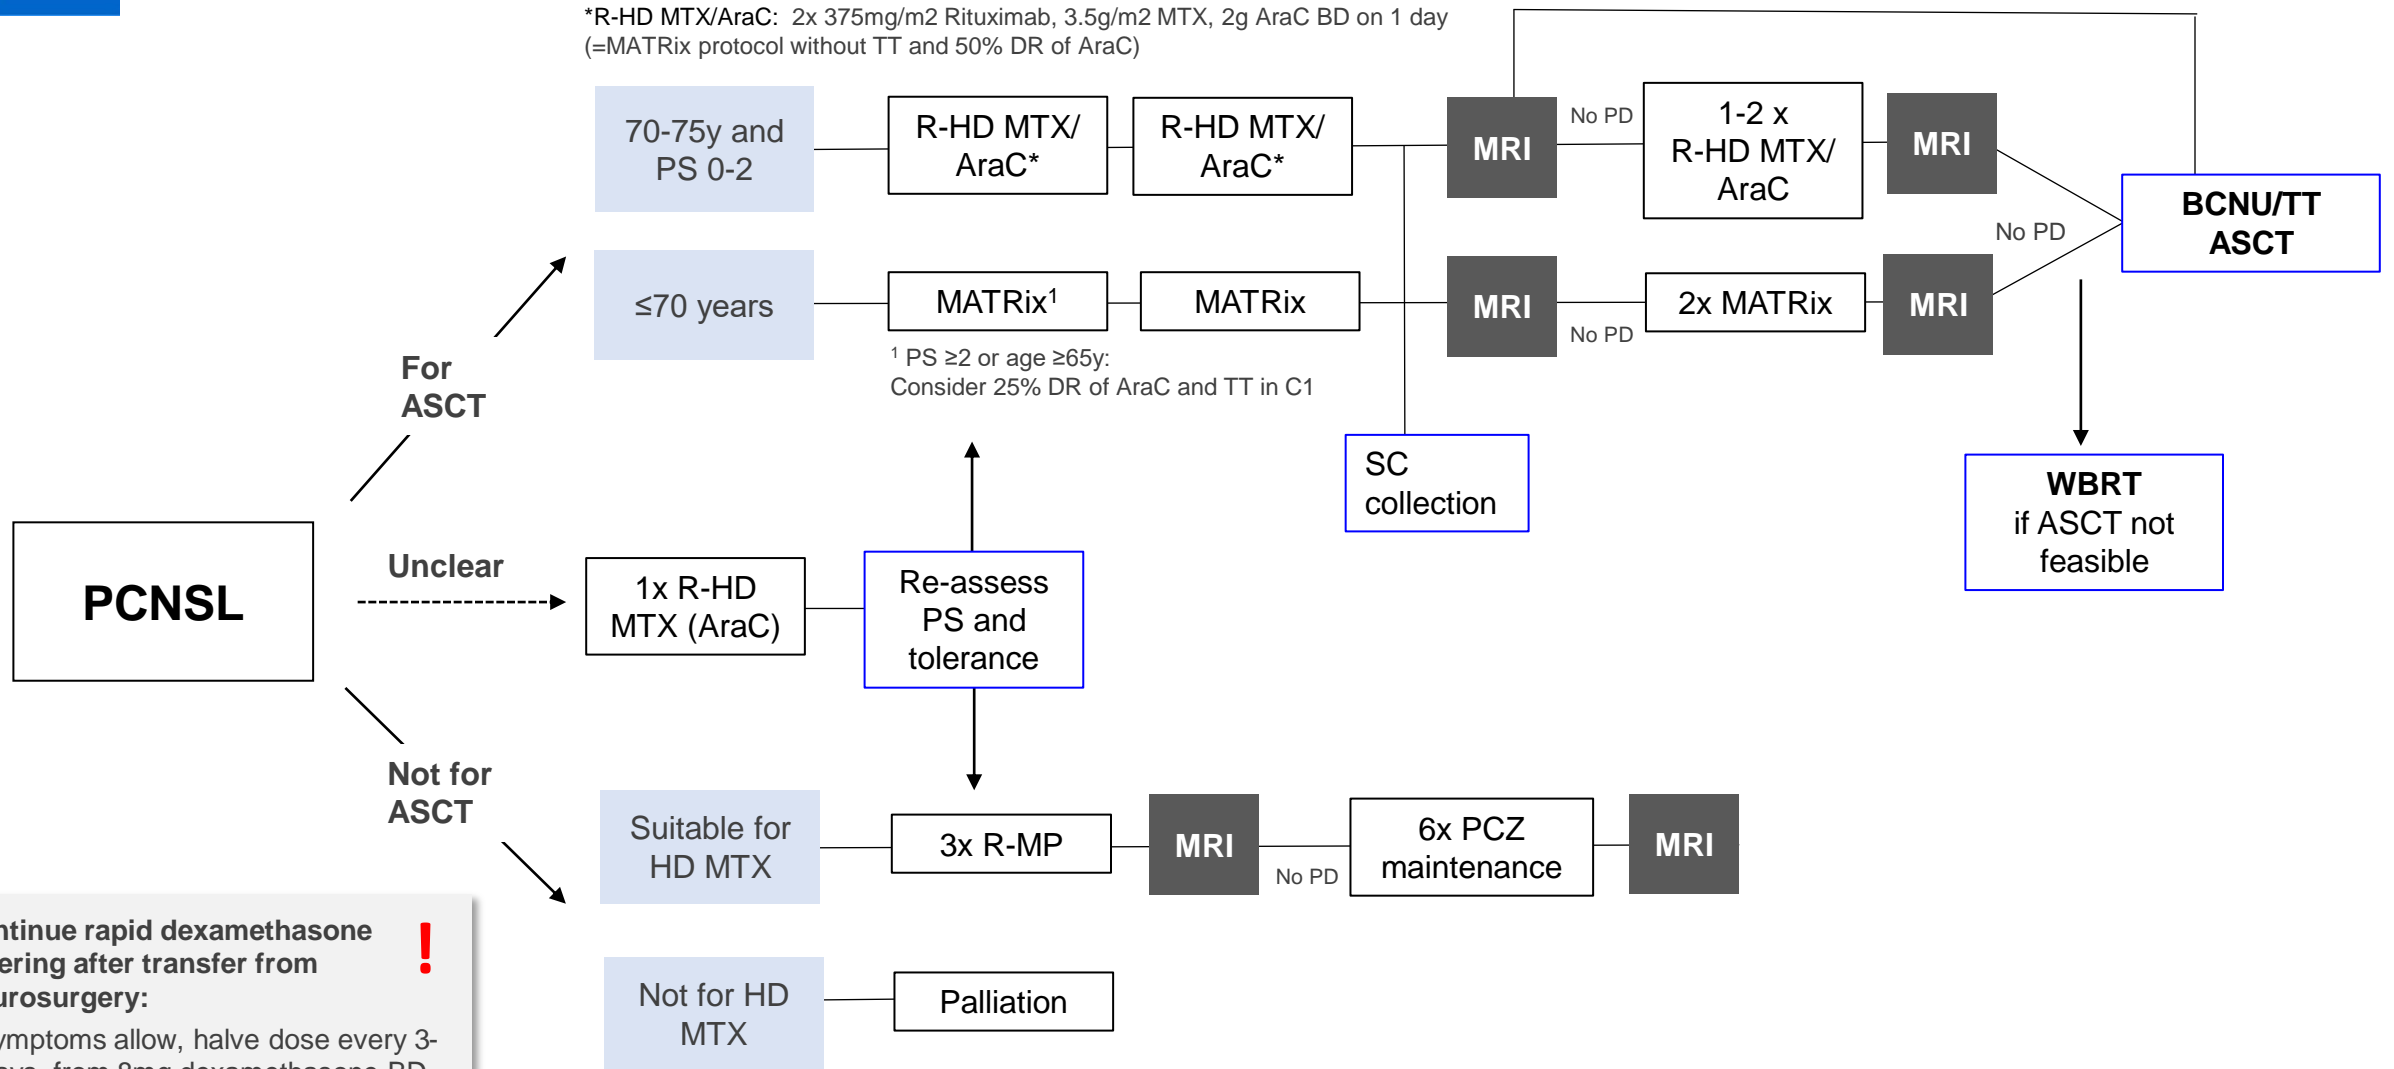 *R-HD MTX/AraC: 2x 375mg/m2 Rituximab, 3.5g/m2 MTX, 2g AraC BD on 1 day
(=MATRix protocol without TT and 50% DR of AraC)
70-75y and
PS 0-2
R-HD MTX/
AraC*
R-HD MTX/
AraC*
MRI
No PD
1-2 x
R-HD MTX/
AraC
MRI
BCNU/TT
ASCT
No PD
≤70 years
MATRix¹
MATRix
MRI
No PD
2x MATRix
MRI
¹ PS ≥2 or age ≥65y:
Consider 25% DR of AraC and TT in C1
For
ASCT
SC
collection
WBRT
if ASCT not
feasible
PCNSL
Unclear
1x R-HD
MTX (AraC)
Re-assess
PS and
tolerance
Not for
ASCT
Suitable for
HD MTX
3x R-MP
MRI
No PD
6x PCZ
maintenance
MRI
Not for HD
MTX
Palliation
rapid dexamethasone
after transfer from
!
allow, halve dose every 3-
from 8mg dexamethasone BD